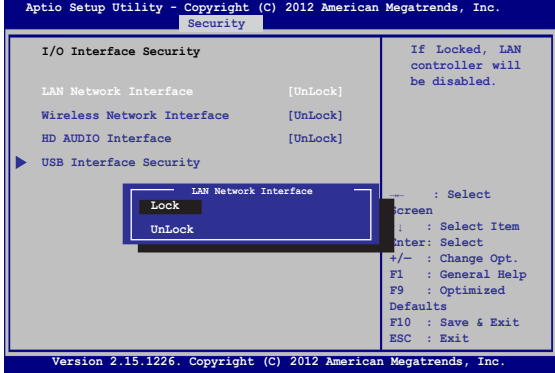 Aptio Setup Utility - Copyright (C) 2012 American Megatrends, Inc.
Security
I/O Interface Security
LAN Network Interface [UnLock]
Wireless Network Interface [UnLock]
HD AUDIO Interface [UnLock]
USB Interface Security
LAN Network Interface
Lock
UnLock
If Locked, LAN
controller will
be disabled.
→← : Select
Screen
↑↓ : Select Item
Enter: Select
+/— : Change Opt.
F1 : General Help
F9 : Optimized
Defaults
F10 : Save & Exit
ESC : Exit
Version 2.15.1226. Copyright (C) 2012 American Megatrends, Inc.